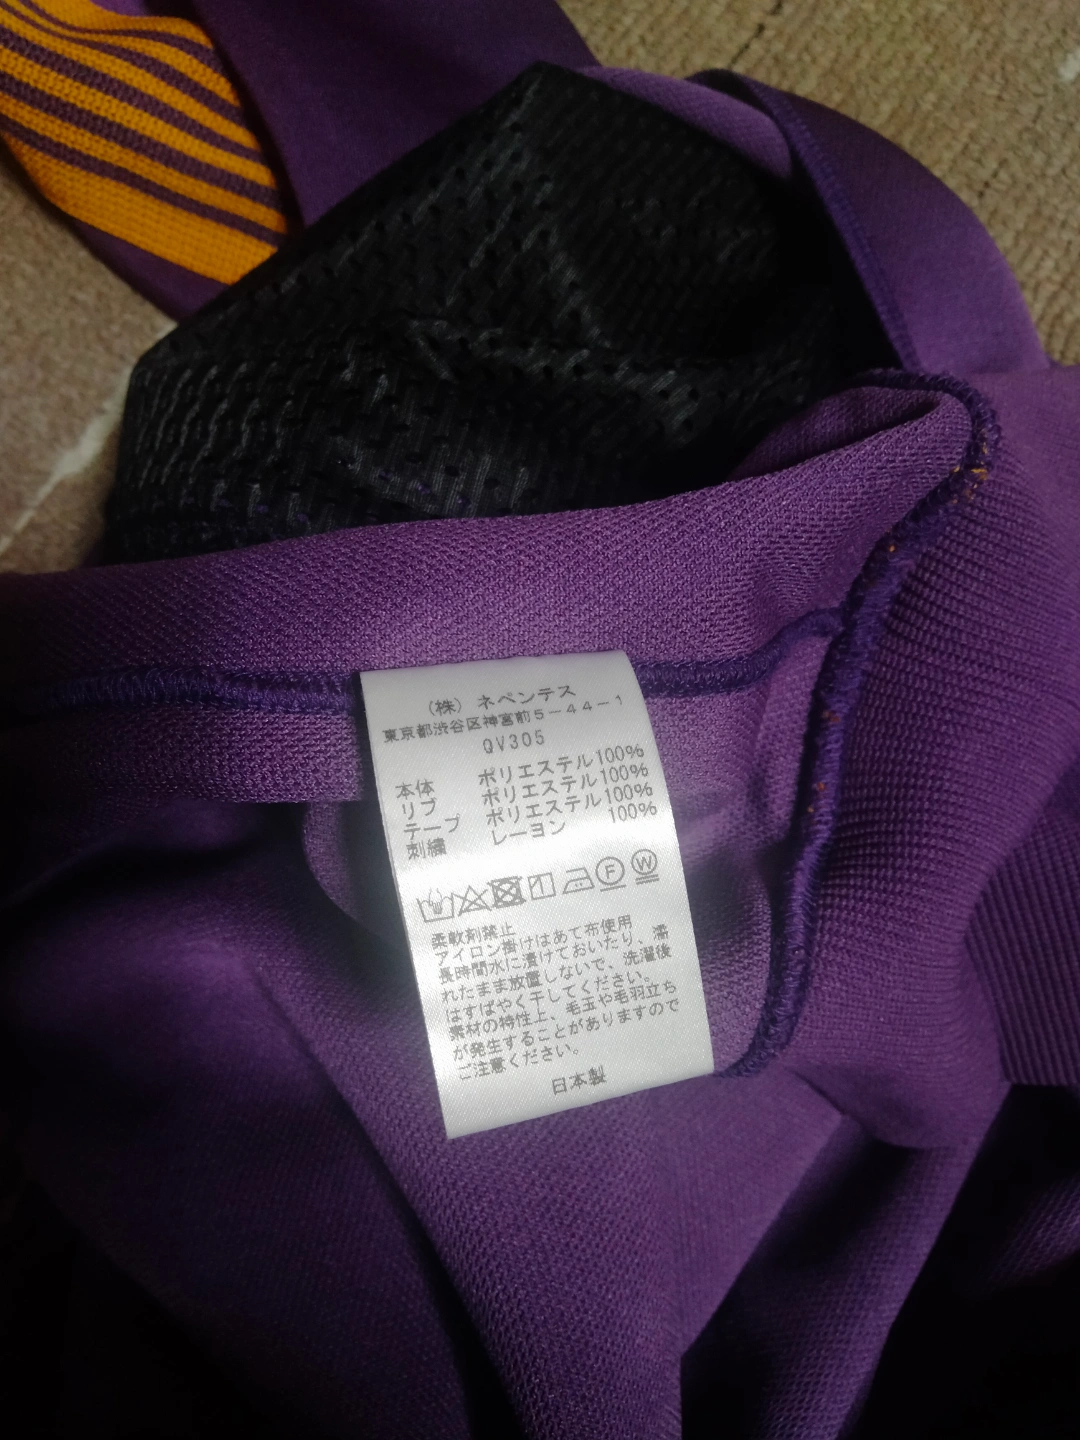 （株）ネペンテス
東京都渋谷区神宮前５－４４－１
QV305
本体 ポリエステル100%
リブ ポリエステル100%
テープ ポリエステル100%
刺繍 レーヨン 100%
F W
柔軟剤禁止
アイロン掛けはあて布使用
長時間水に漬けておいたり、濡
れたまま放置しないで、洗濯後
はすばやく干してください。
素材の特性上、毛玉や毛羽立ち
が発生することがありますので
ご注意ください。
日本製